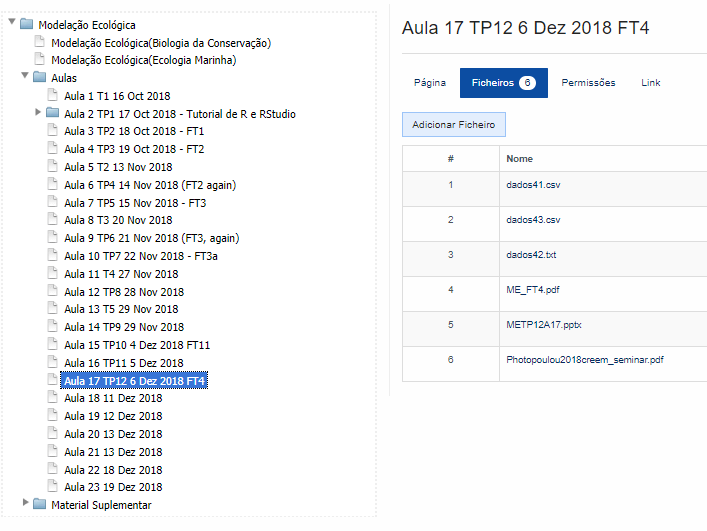 Modelação Ecológica
Modelação Ecológica(Biologia da Conservação)
Modelação Ecológica(Ecologia Marinha)
Aulas
Aula 1 T1 16 Oct 2018
Aula 2 TP1 17 Oct 2018 - Tutorial de R e RStudio
Aula 3 TP2 18 Oct 2018 - FT1
Aula 4 TP3 19 Oct 2018 - FT2
Aula 5 T2 13 Nov 2018
Aula 6 TP4 14 Nov 2018 (FT2 again)
Aula 7 TP5 15 Nov 2018 - FT3
Aula 8 T3 20 Nov 2018
Aula 9 TP6 21 Nov 2018 (FT3, again)
Aula 10 TP7 22 Nov 2018 - FT3a
Aula 11 T4 27 Nov 2018
Aula 12 TP8 28 Nov 2018
Aula 13 T5 29 Nov 2018
Aula 14 TP9 29 Nov 2018
Aula 15 TP10 4 Dez 2018 FT11
Aula 16 TP11 5 Dez 2018
Aula 17 TP12 6 Dez 2018 FT4
Aula 18 11 Dez 2018
Aula 19 12 Dez 2018
Aula 20 13 Dez 2018
Aula 21 13 Dez 2018
Aula 22 18 Dez 2018
Aula 23 19 Dez 2018
Material Suplementar
Aula 17 TP12 6 Dez 2018 FT4
Página Ficheiros 6 Permissões Link
Adicionar Ficheiro
# Nome
1 dados41.csv
2 dados43.csv
3 dados42.txt
4 ME_FT4.pdf
5 METP12A17.pptx
6 Photopoulou2018creem_seminar.pdf